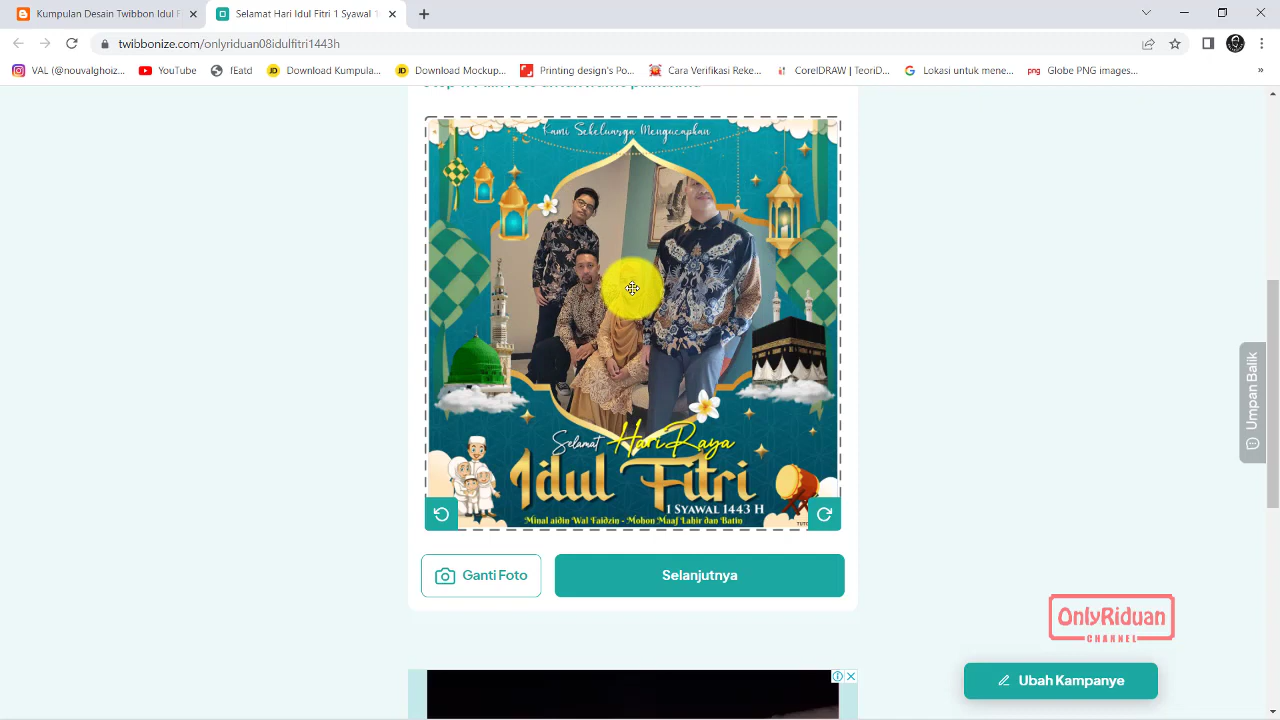 Kumpulan Desain Twibbon Idul F
Selamat Hari Idul Fitri 1 Syawal 1
twibbonize.com/onlyriduan08idulfitri1443h
VAL (@nouvalghoiz...
YouTube
fEatd
Download Kumpula...
Download Mockup...
Printing design's Po...
Cara Verifikasi Reke...
CorelDRAW | TeoriD...
Lokasi untuk mene...
png
Globe PNG images...
»
Kami Sekeluarga Mengucapkan
Selamat Hari Raya
Idul Fitri
1 Syawal 1443 H
Minal aidin Wal Faidzin - Mohon Maaf Lahir dan Batin
Ganti Foto
Selanjutnya
Umpan Balik
OnlyRiduan
CHANNEL
Ubah Kampanye